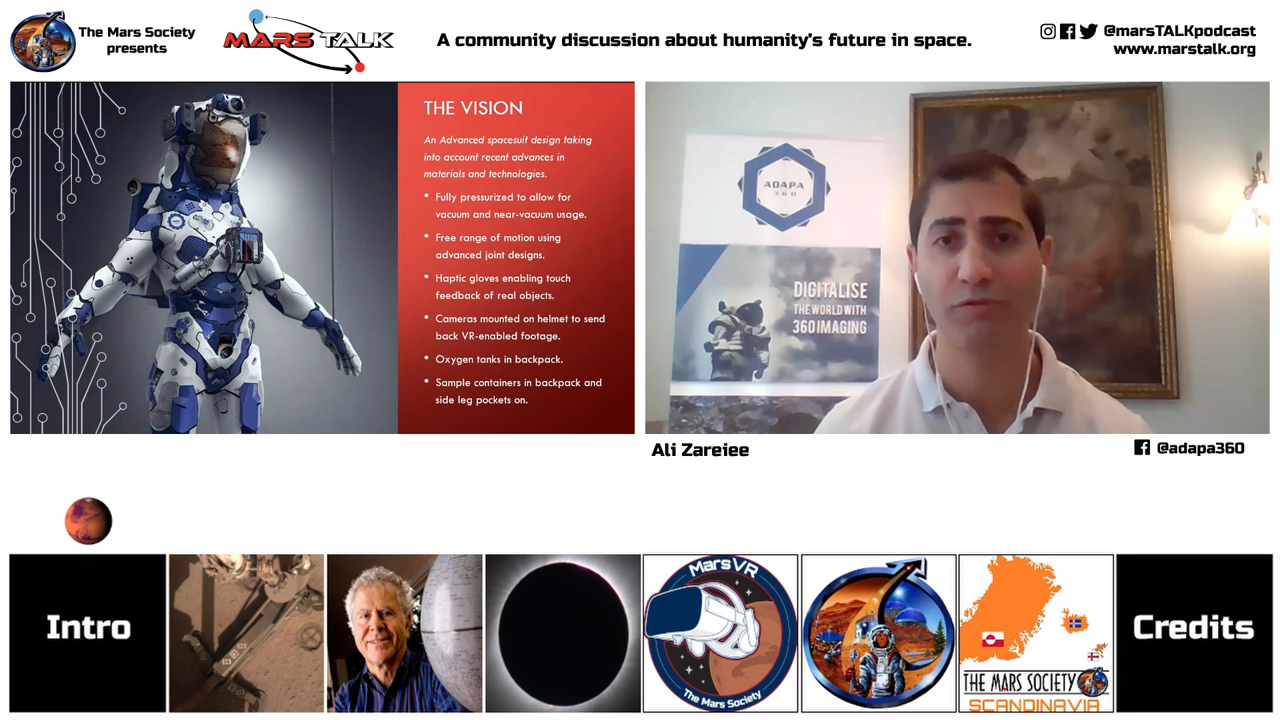 The Mars Society
presents
MARS TALK
A community discussion about humanity's future in space.
@marsTALKpodcast
www.marstalk.org
THE VISION
An Advanced spacesuit design taking
into account recent advances in
materials and technologies.
• Fully pressurized to allow for
vacuum and near-vacuum usage.
• Free range of motion using
advanced joint designs.
• Haptic gloves enabling touch
feedback of real objects.
• Cameras mounted on helmet to send
back VR-enabled footage.
• Oxygen tanks in backpack.
• Sample containers in backpack and
side leg pockets on.
ADAPA
360
DIGITALISE
THE WORLD WITH
360 IMAGING
Ali Zareiee
@adapa360
Intro
MarsVR
The Mars Society
THE MARS SOCIETY
SCANDINAVIA
Credits